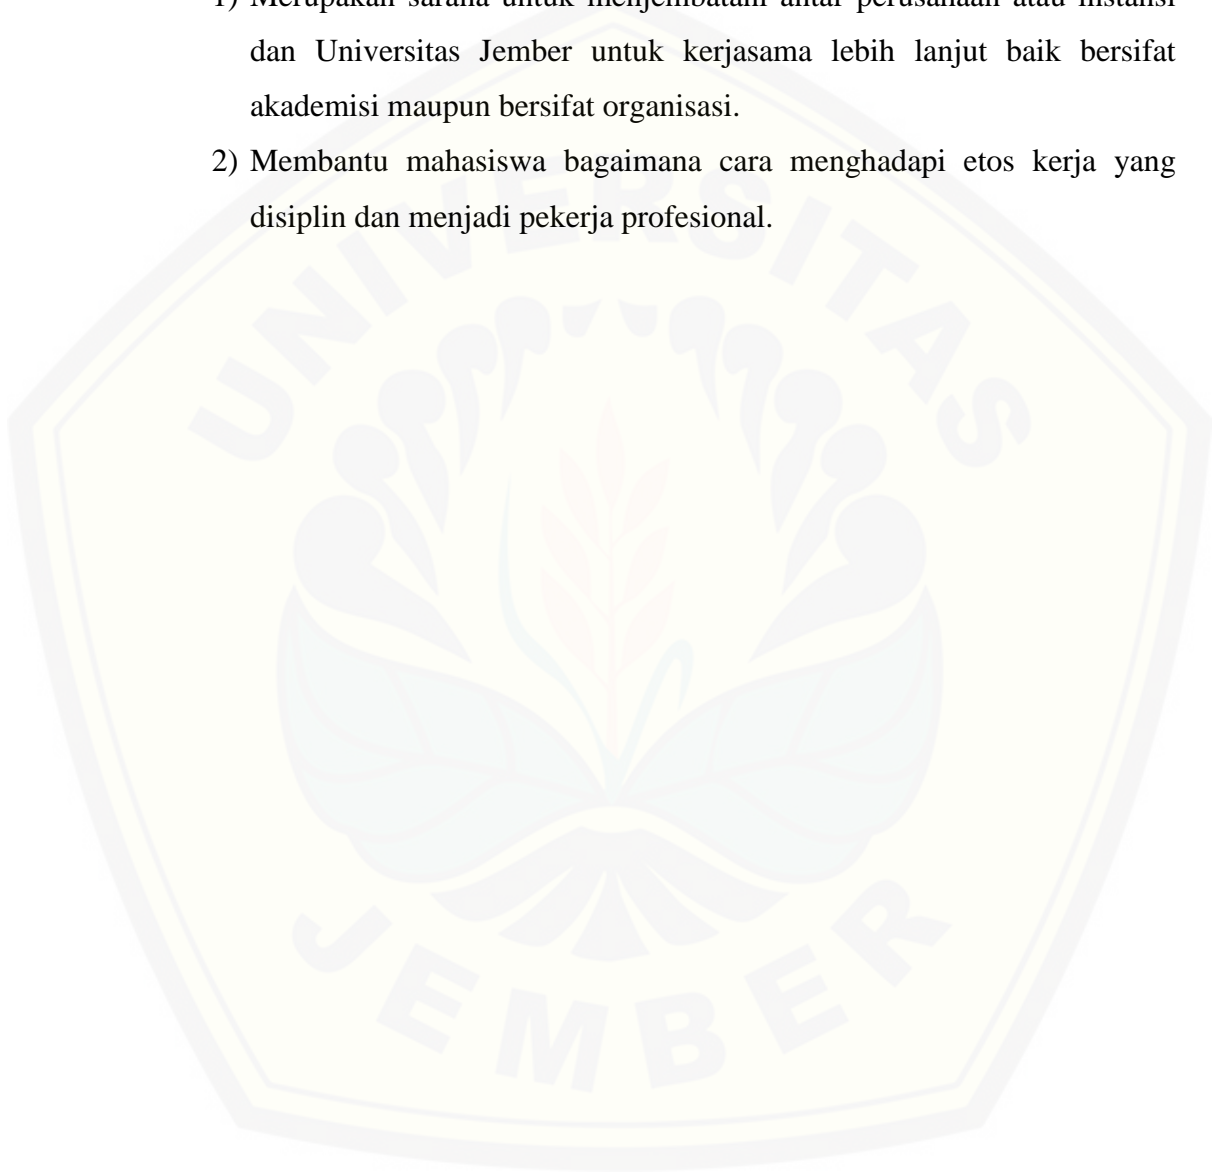 1) Merupakan sarana untuk menjembatani antar perusahaan atau instansi
dan Universitas Jember untuk kerjasama lebih lanjut baik bersifat
akademisi maupun bersifat organisasi.
2) Membantu mahasiswa bagaimana cara menghadapi etos kerja yang
disiplin dan menjadi pekerja profesional.
UNIVERSITAS
JEMBER